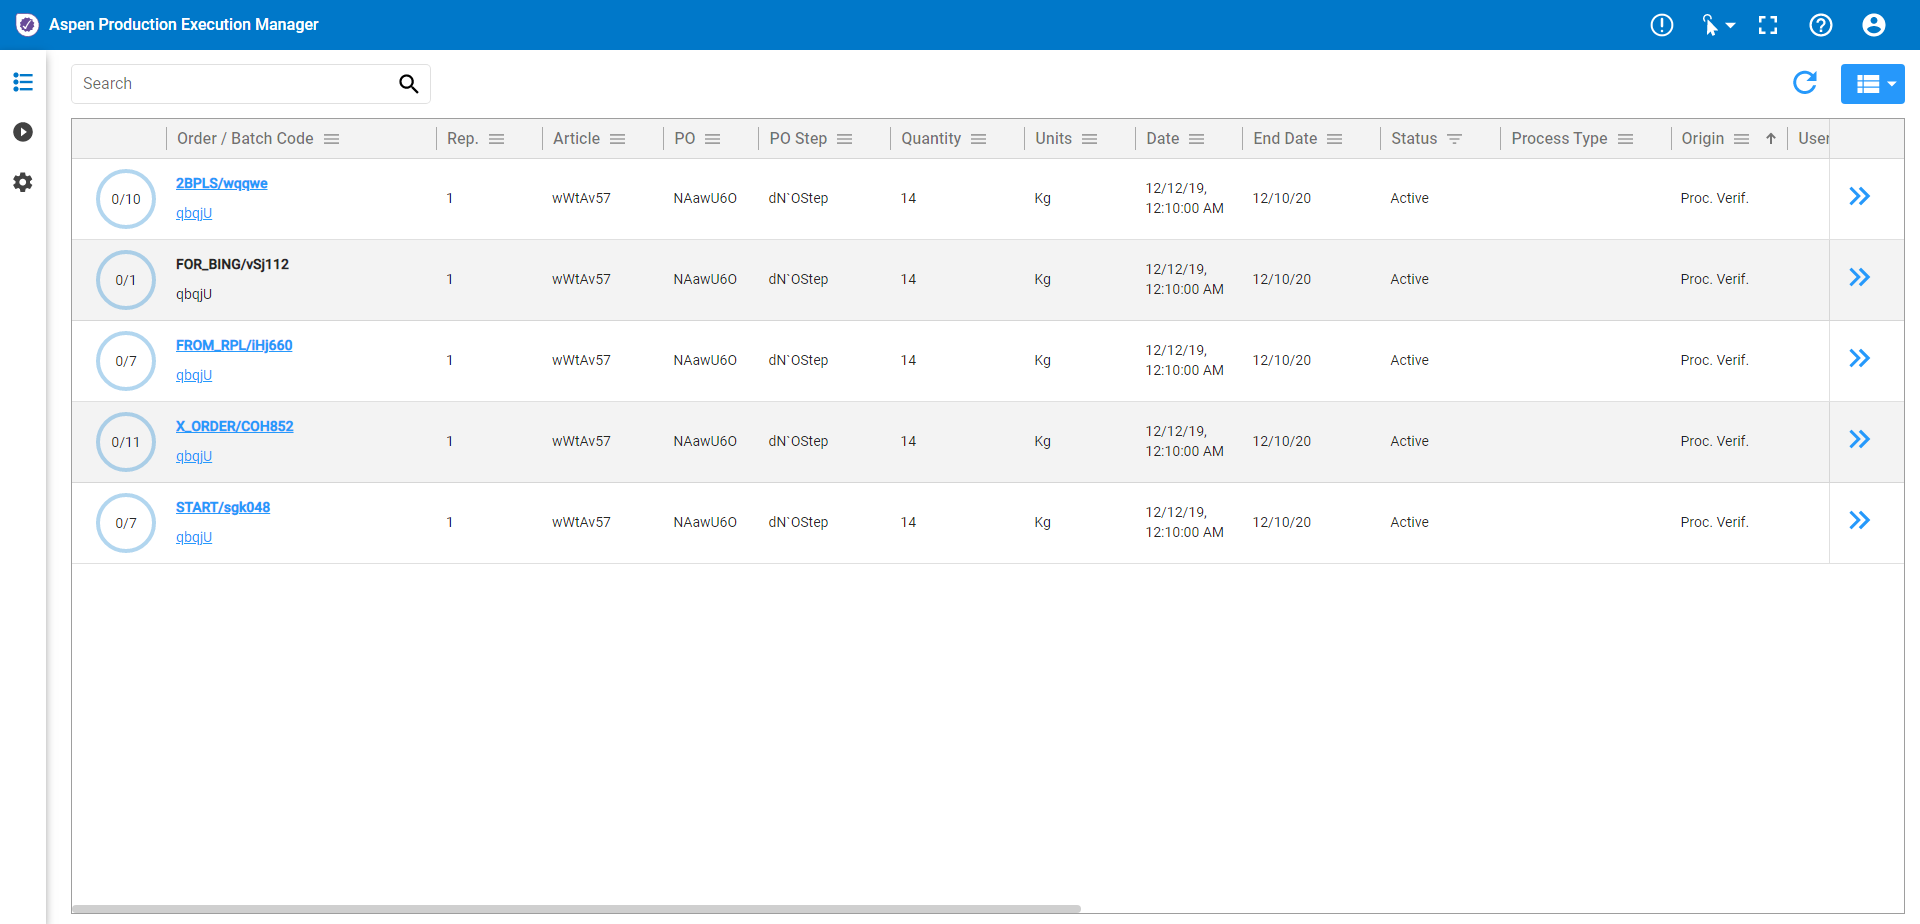 Aspen Production Execution Manager
Search
Order / Batch Code Rep. Article PO PO Step Quantity Units Date End Date Status Process Type Origin User
0/10 2BPLS/wqqwe qbqjU 1 wWtAv57 NAawU6O dN`OStep 14 Kg 12/12/19, 12:10:00 AM 12/10/20 Active Proc. Verif.
0/1 FOR_BING/vSj112 qbqjU 1 wWtAv57 NAawU6O dN`OStep 14 Kg 12/12/19, 12:10:00 AM 12/10/20 Active Proc. Verif.
0/7 FROM_RPL/iHj660 qbqjU 1 wWtAv57 NAawU6O dN`OStep 14 Kg 12/12/19, 12:10:00 AM 12/10/20 Active Proc. Verif.
0/11 X_ORDER/COH852 qbqjU 1 wWtAv57 NAawU6O dN`OStep 14 Kg 12/12/19, 12:10:00 AM 12/10/20 Active Proc. Verif.
0/7 START/sgk048 qbqjU 1 wWtAv57 NAawU6O dN`OStep 14 Kg 12/12/19, 12:10:00 AM 12/10/20 Active Proc. Verif.